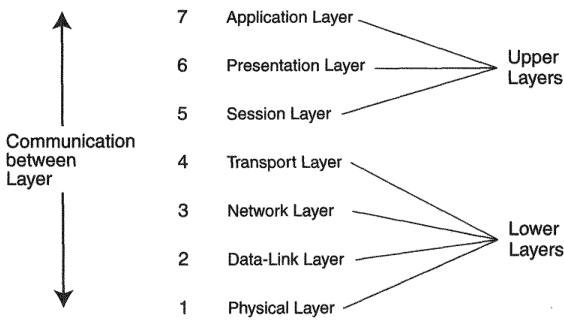 7 Application Layer
6 Presentation Layer
5 Session Layer
Upper
Layers
Communication
between
Layer
4 Transport Layer
3 Network Layer
2 Data-Link Layer
1 Physical Layer
Lower
Layers